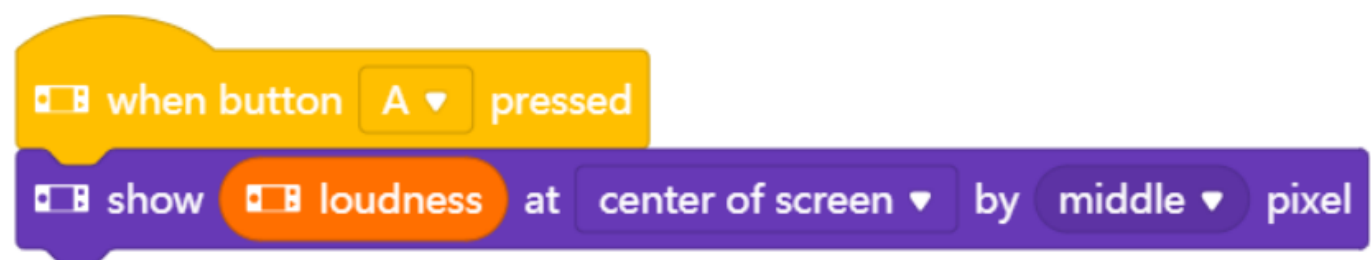 when button A pressed
show loudness at center of screen by middle pixel